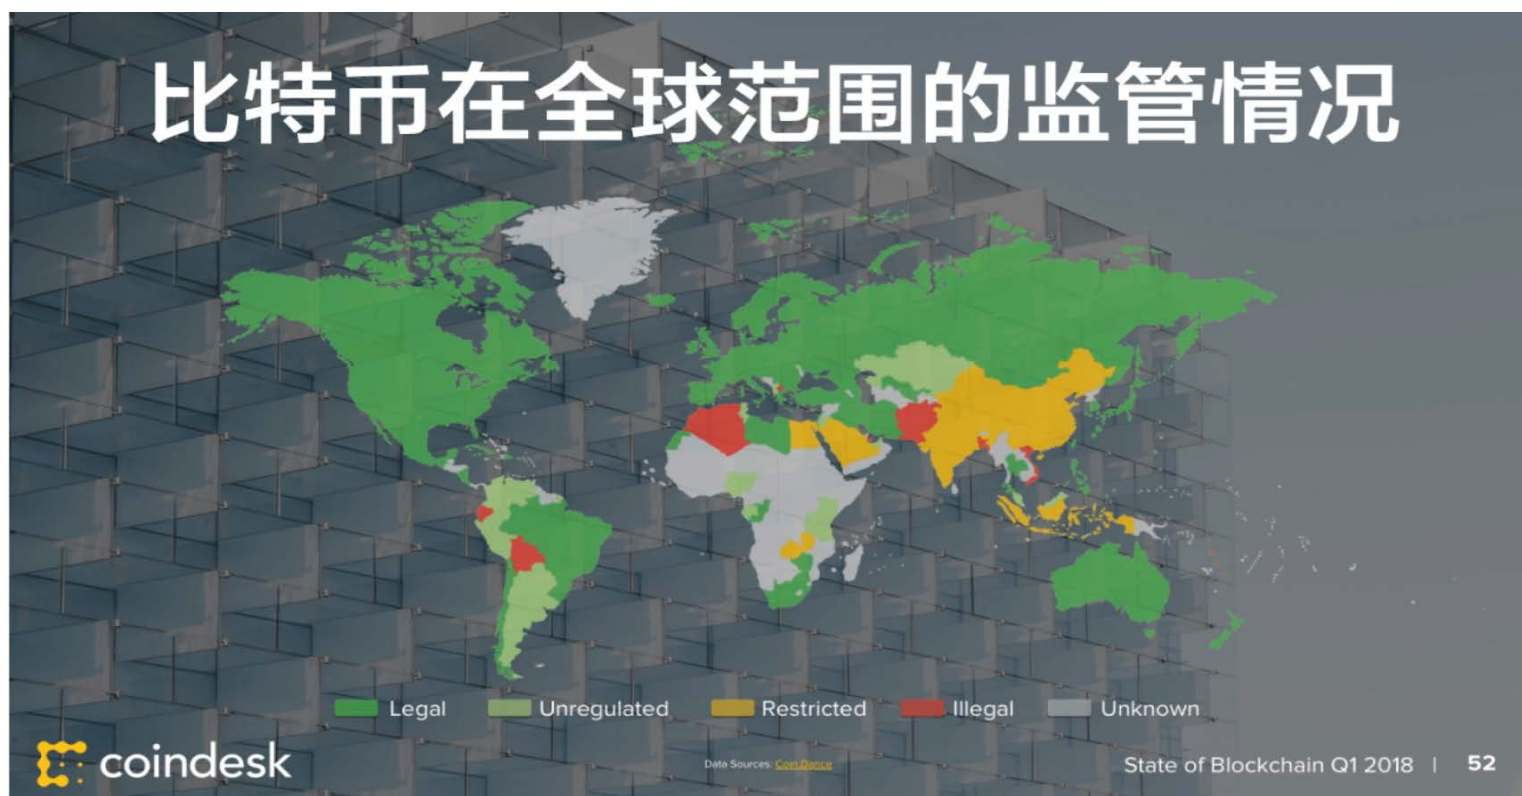 比特币在全球范围的监管情况
Legal Unregulated Restricted Illegal Unknown
coindesk
Data Sources: Coin.Dance
State of Blockchain Q1 2018 | 52